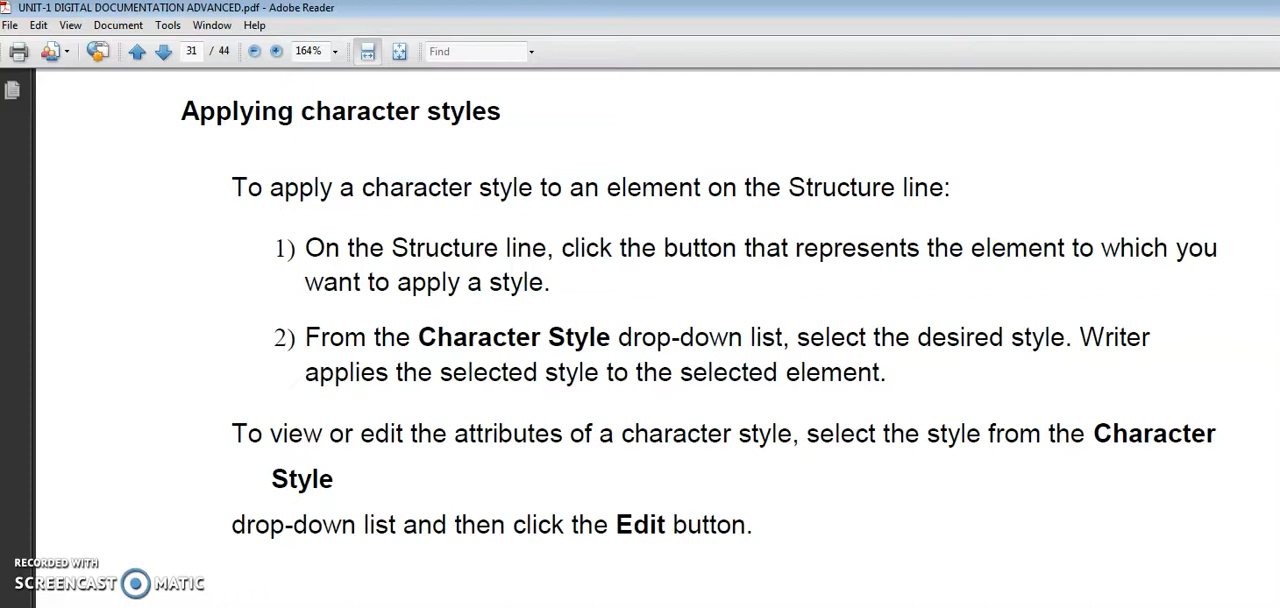 UNIT-1 DIGITAL DOCUMENTATION ADVANCED.pdf - Adobe Reader
File Edit View Document Tools Window Help
31 / 44 164% Find
Applying character styles
To apply a character style to an element on the Structure line:
1) On the Structure line, click the button that represents the element to which you
want to apply a style.
2) From the Character Style drop-down list, select the desired style. Writer
applies the selected style to the selected element.
To view or edit the attributes of a character style, select the style from the Character
Style
drop-down list and then click the Edit button.
RECORDED WITH
SCREENCAST MATIC